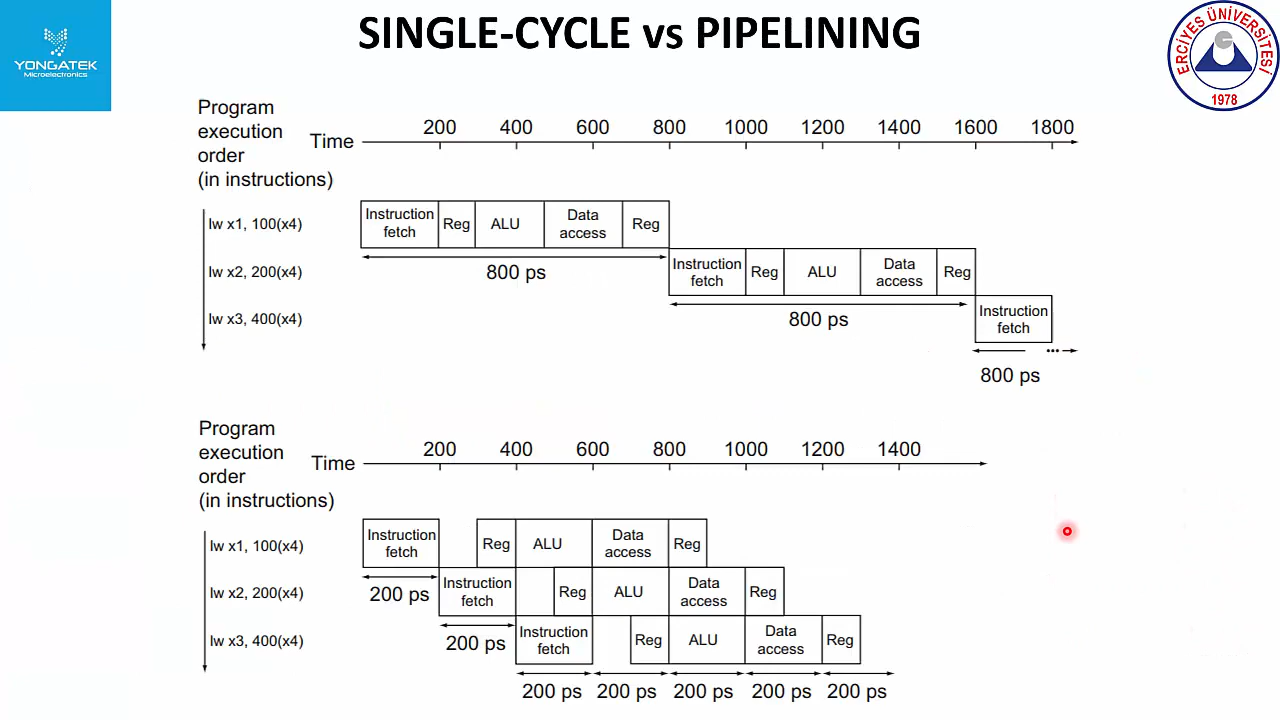 SINGLE-CYCLE vs PIPELINING
YONGATEK
Microelectronics
ERCİYES ÜNİVERSİTESİ
1978
Program
execution
order
(in instructions)
Time
200 400 600 800 1000 1200 1400 1600 1800
lw x1, 100(x4)
Instruction
fetch
Reg
ALU
Data
access
Reg
800 ps
lw x2, 200(x4)
Instruction
fetch
Reg
ALU
Data
access
Reg
800 ps
lw x3, 400(x4)
Instruction
fetch
...
800 ps
Program
execution
order
(in instructions)
Time
200 400 600 800 1000 1200 1400
lw x1, 100(x4)
Instruction
fetch
Reg
ALU
Data
access
Reg
200 ps
lw x2, 200(x4)
Instruction
fetch
Reg
ALU
Data
access
Reg
200 ps
lw x3, 400(x4)
Instruction
fetch
Reg
ALU
Data
access
Reg
200 ps 200 ps 200 ps 200 ps 200 ps